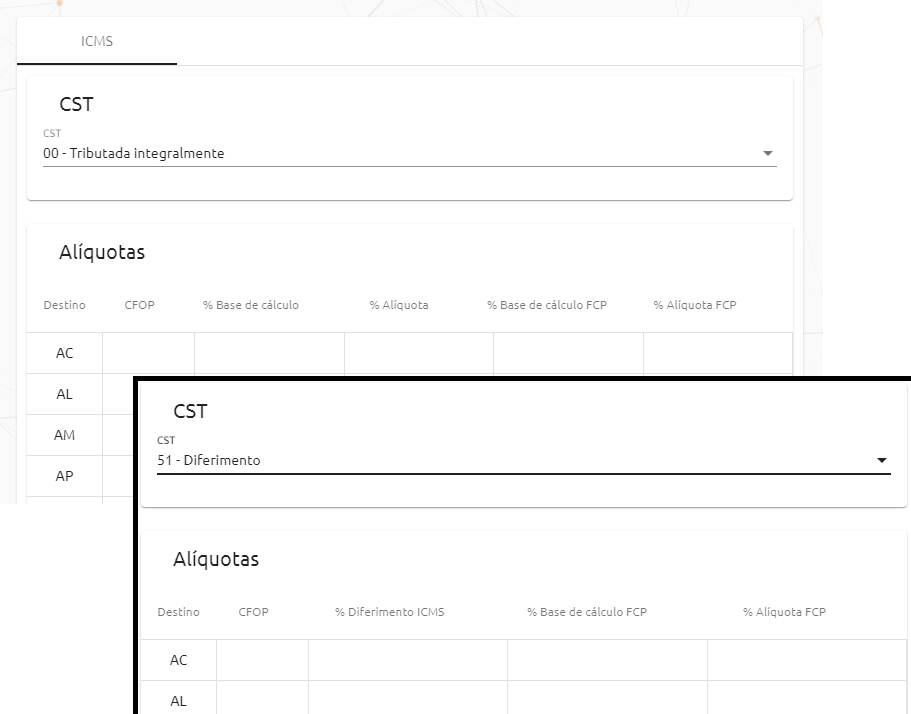 ICMS
CST
CST
00 - Tributada integralmente
Alíquotas
Destino CFOP % Base de cálculo % Alíquota % Base de cálculo FCP % Alíquota FCP
AC
AL
AM
AP
CST
CST
51 - Diferimento
Alíquotas
Destino CFOP % Diferimento ICMS % Base de cálculo FCP % Alíquota FCP
AC
AL